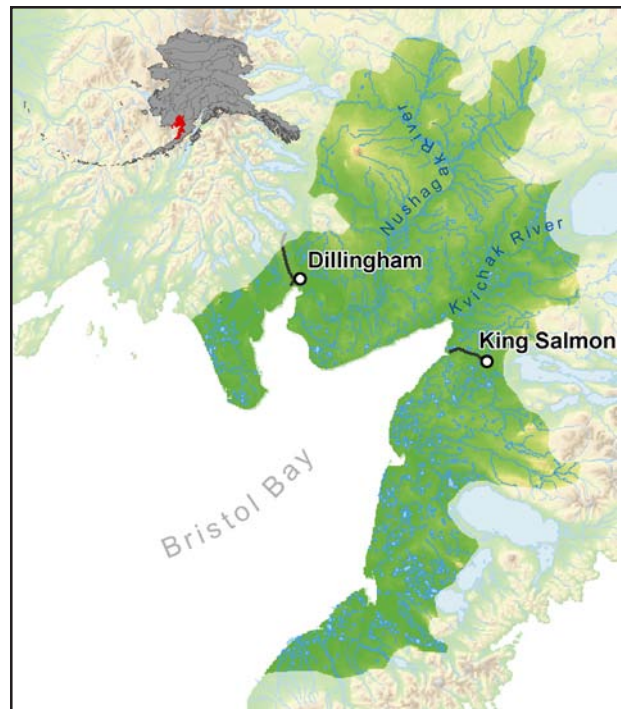 Nushagak River
Dillingham
Kvichak River
King Salmon
Bristol Bay